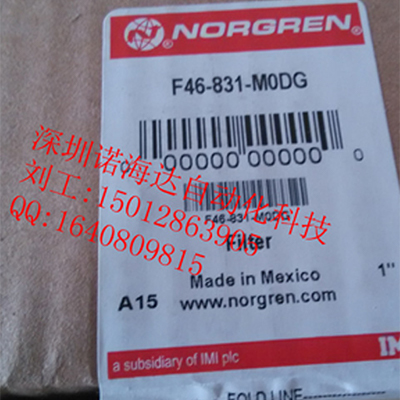 NORGREN
F46-831-M0DG
0 00000 00000 0
深圳诺海达自动化科技
刘工:15012863905
QQ:1640809815
F46-831-M0DG
Filter
Made in Mexico
1"
A15
www.norgren.com
a subsidiary of IMI plc
FOLD LINE